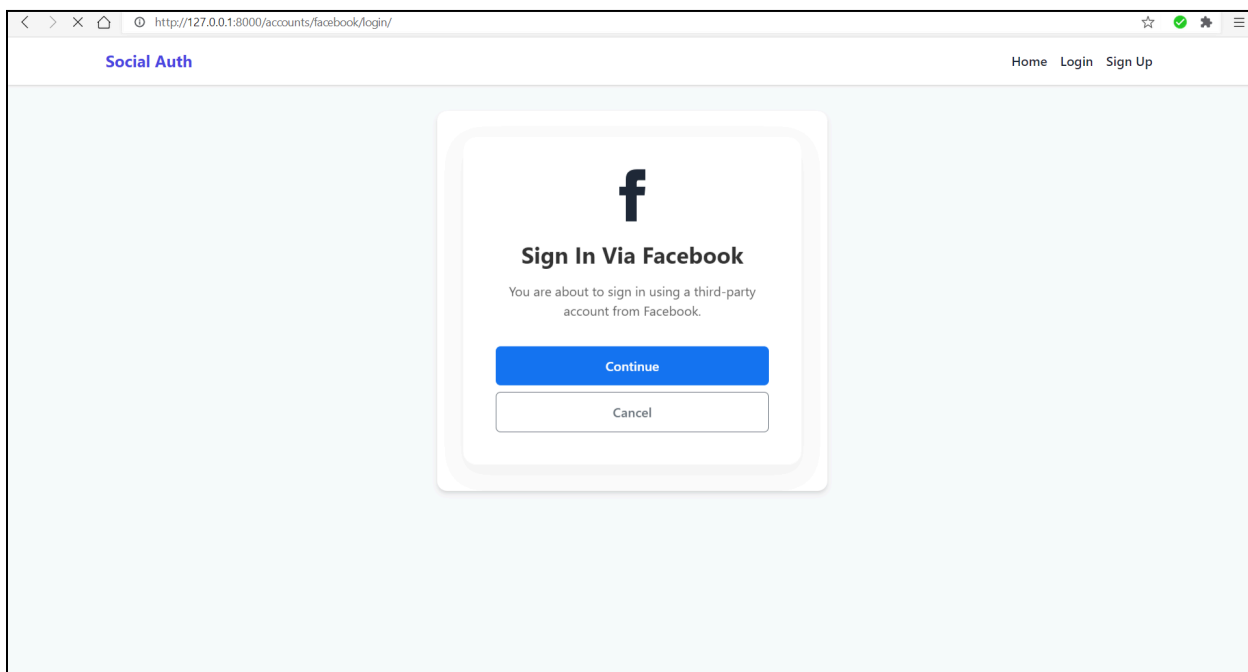 http://127.0.0.1:8000/accounts/facebook/login/
Social Auth
Home Login Sign Up
Sign In Via Facebook
You are about to sign in using a third-party
account from Facebook.
Continue
Cancel